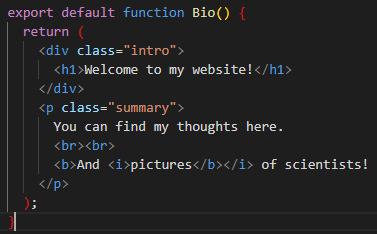 export default function Bio() {
  return (
    <div class="intro">
      <h1>Welcome to my website!</h1>
    </div>
    <p class="summary">
      You can find my thoughts here.
      <br><br>
      <b>And <i>pictures</b></i> of scientists!
    </p>
  );
}